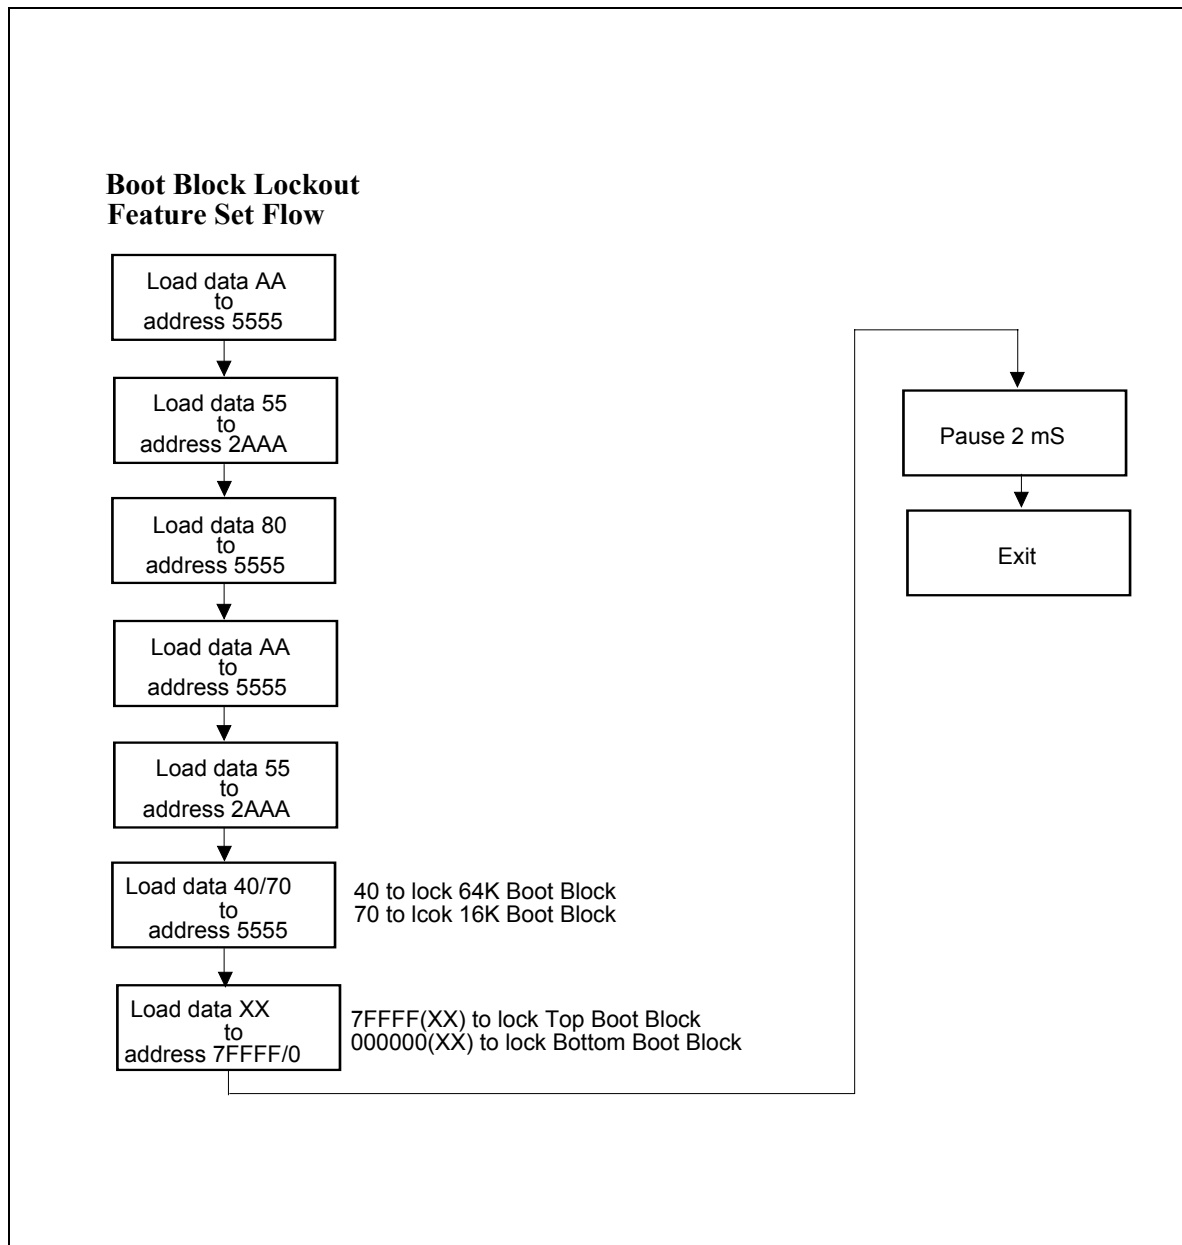 Boot Block Lockout
Feature Set Flow
Load data AA
to
address 5555
Load data 55
to
address 2AAA
Load data 80
to
address 5555
Load data AA
to
address 5555
Load data 55
to
address 2AAA
Load data 40/70
to
address 5555
40 to lock 64K Boot Block
70 to lcok 16K Boot Block
Load data XX
to
address 7FFFF/0
7FFFF(XX) to lock Top Boot Block
000000(XX) to lock Bottom Boot Block
Pause 2 mS
Exit